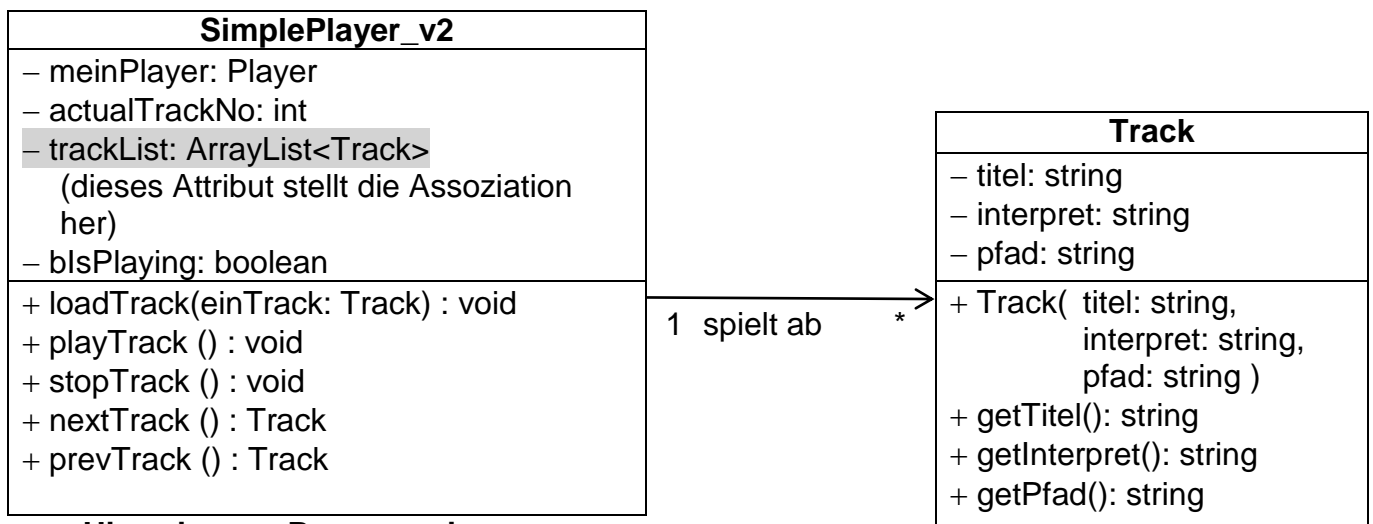 SimplePlayer_v2
– meinPlayer: Player
– actualTrackNo: int
– trackList: ArrayList<Track>
(dieses Attribut stellt die Assoziation
her)
– bIsPlaying: boolean
+ loadTrack(einTrack: Track) : void
+ playTrack () : void
+ stopTrack () : void
+ nextTrack () : Track
+ prevTrack () : Track
1 spielt ab *
Track
– titel: string
– interpret: string
– pfad: string
+ Track( titel: string,
interpret: string,
pfad: string )
+ getTitel(): string
+ getInterpret(): string
+ getPfad(): string